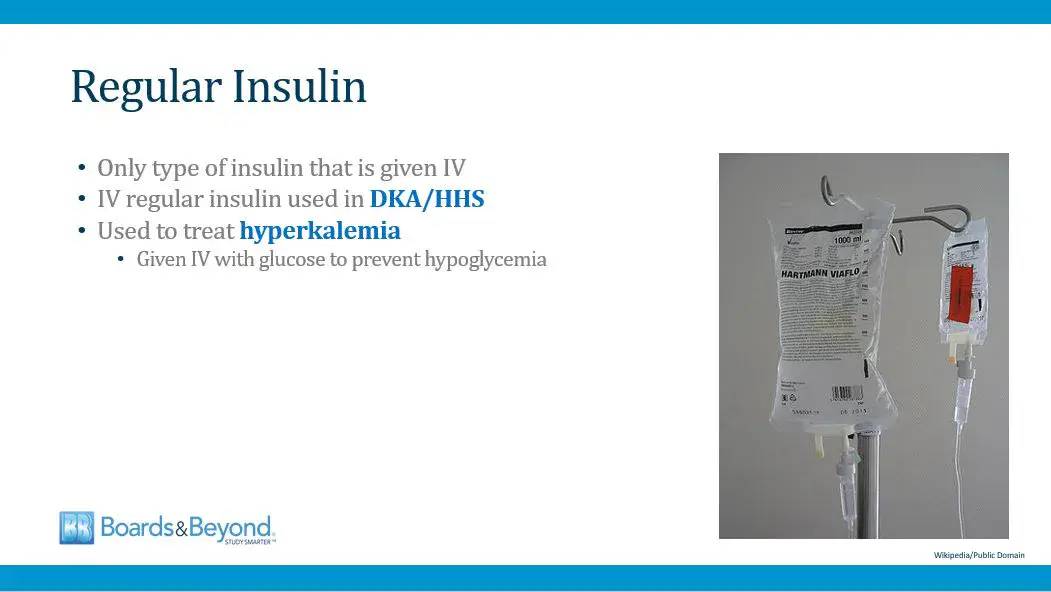 Regular Insulin
• Only type of insulin that is given IV
• IV regular insulin used in DKA/HHS
• Used to treat hyperkalemia
• Given IV with glucose to prevent hypoglycemia
1000 ml
HARTMANN VIAFLO
BB Boards&Beyond.
STUDY SMARTER™
Wikipedia/Public Domain